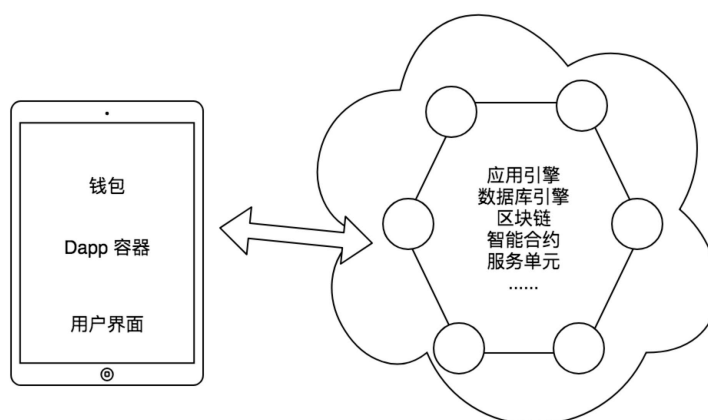 钱包
Dapp 容器
用户界面
应用引擎
数据库引擎
区块链
智能合约
服务单元
......